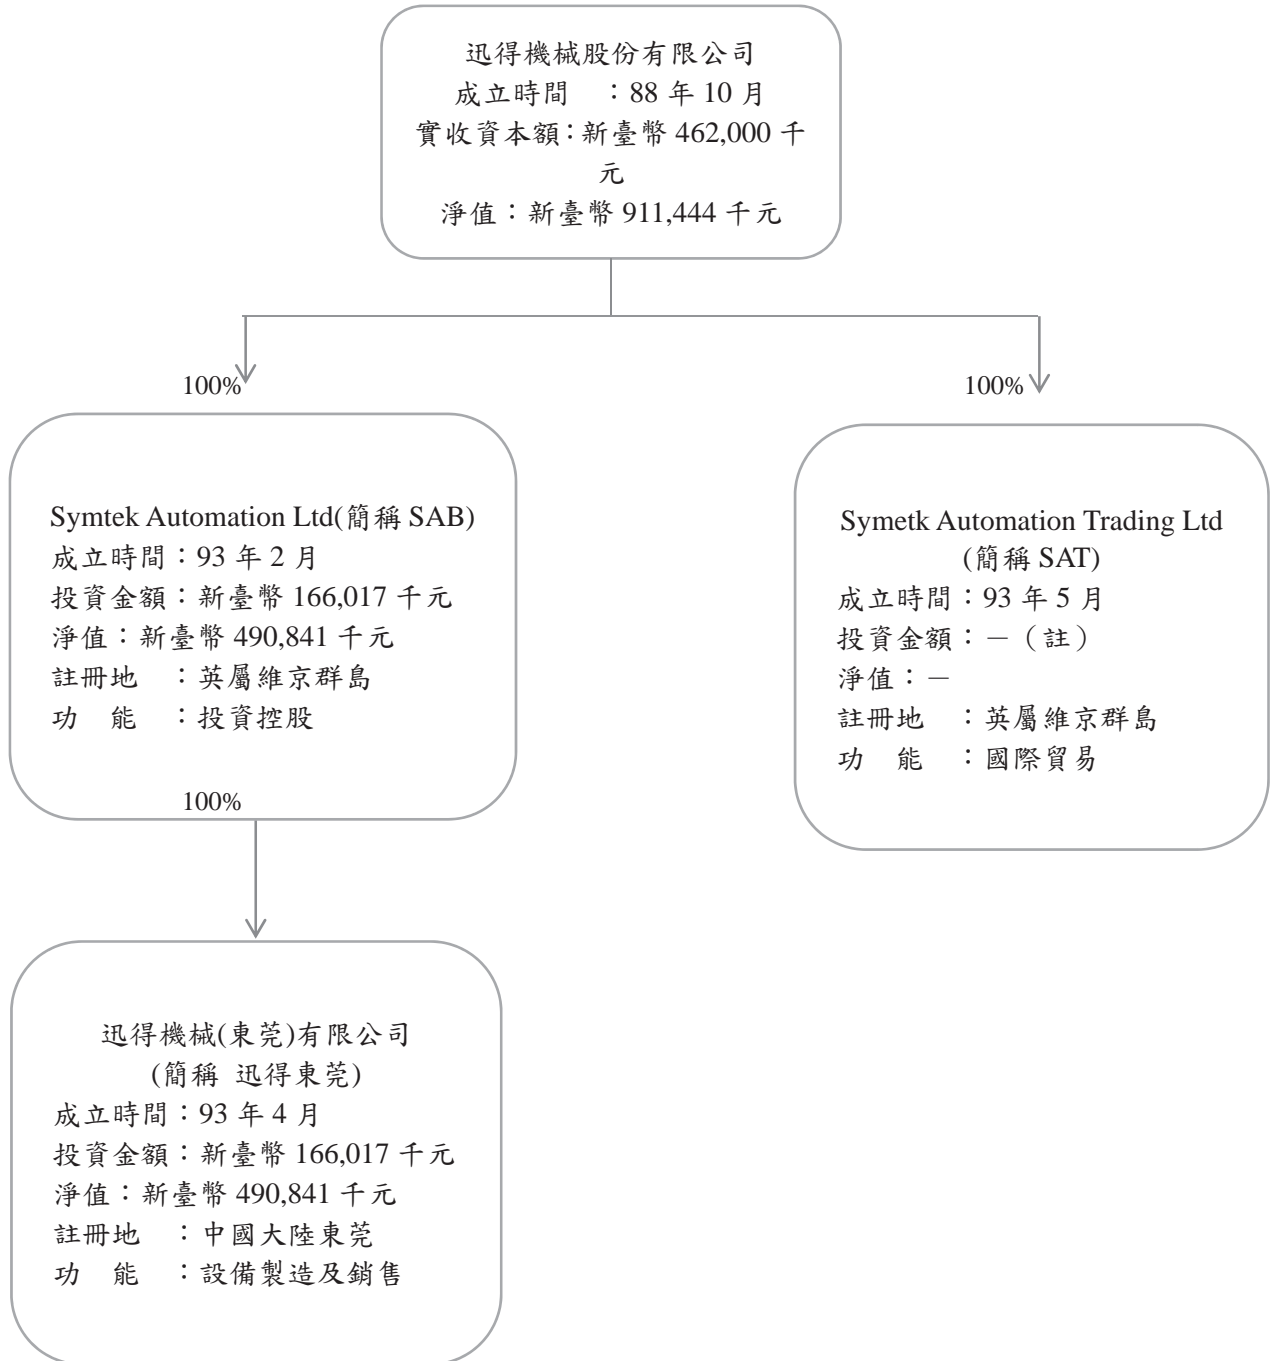 迅得機械股份有限公司
成立時間　：88 年 10 月
實收資本額：新臺幣 462,000 千
元
淨值：新臺幣 911,444 千元
100%
100%
Symtek Automation Ltd(簡稱 SAB)
成立時間：93 年 2 月
投資金額：新臺幣 166,017 千元
淨值：新臺幣 490,841 千元
註冊地　：英屬維京群島
功　能　：投資控股
Symetk Automation Trading Ltd
(簡稱 SAT)
成立時間：93 年 5 月
投資金額：－（註）
淨值：－
註冊地　：英屬維京群島
功　能　：國際貿易
100%
迅得機械(東莞)有限公司
(簡稱 迅得東莞)
成立時間：93 年 4 月
投資金額：新臺幣 166,017 千元
淨值：新臺幣 490,841 千元
註冊地　：中國大陸東莞
功　能　：設備製造及銷售